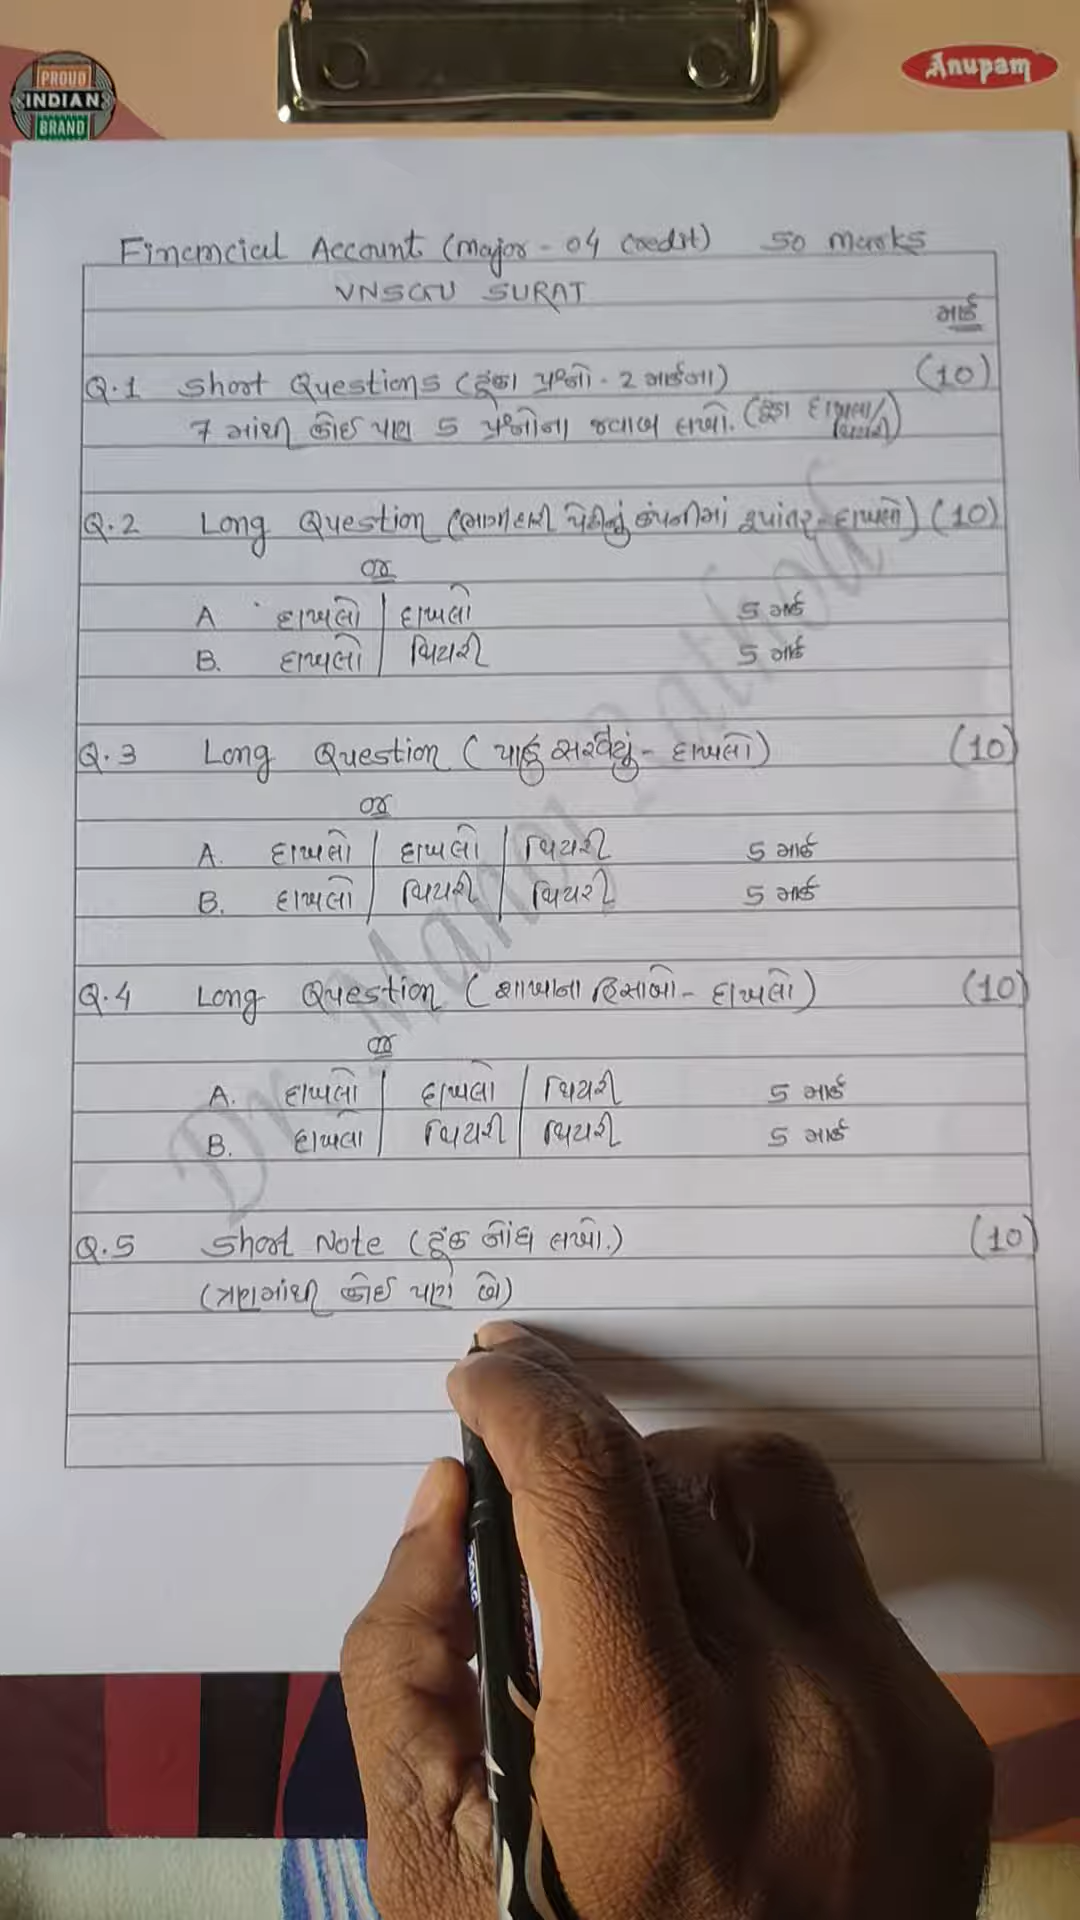 PROUD
INDIAN
BRAND
Anupam
Financial Account (Major - 04 Credit) 50 Marks
VNSGU SURAT
માર્ક
Q.1 Short Questions (ટૂંકા પ્રશ્નો - 2 માર્કના) (10)
7 માંથી કોઈ પણ 5 પ્રશ્નોના જવાબ લખો. (ટૂંકા દાખલા/થિયરી)
Q.2 Long Question (ભાગીદારી પેઢીનું કંપનીમાં રૂપાંતર - દાખલો) (10)
OR
A દાખલો | દાખલો 5 માર્ક
B. દાખલો | થિયરી 5 માર્ક
Q.3 Long Question (પાકું સરવૈયું - દાખલો) (10)
OR
A. દાખલો | દાખલો | થિયરી 5 માર્ક
B. દાખલો | થિયરી | થિયરી 5 માર્ક
Q.4 Long Question (શાખાના હિસાબો - દાખલો) (10)
OR
A. દાખલો | દાખલો | થિયરી 5 માર્ક
B. દાખલા | થિયરી | થિયરી 5 માર્ક
Q.5 Short Note (ટૂંક નોંધ લખો.) (10)
(ત્રણમાંથી કોઈ પણ બે)
Dr. Manoj Rathod